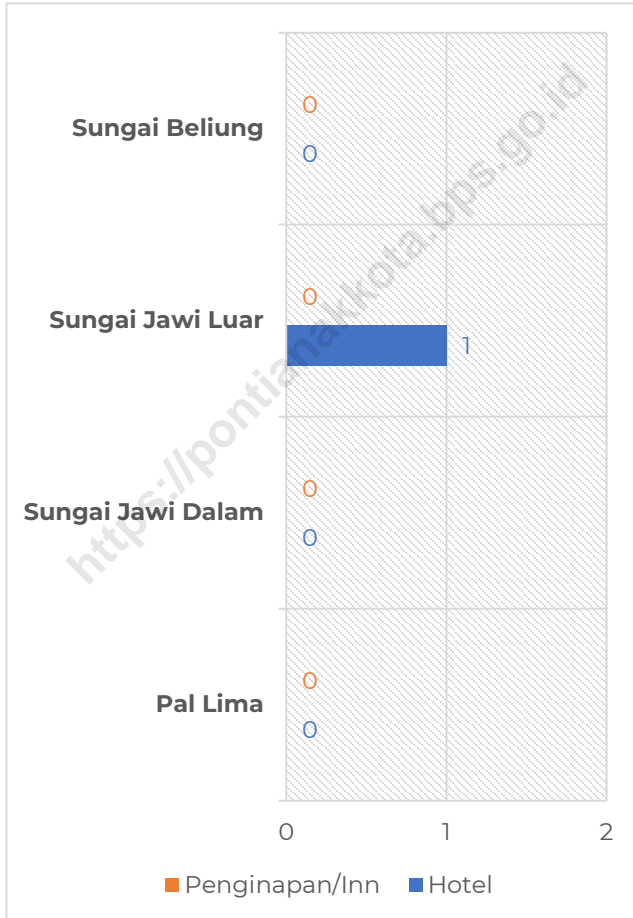 Sungai Beliung
0
0
Sungai Jawi Luar
0
1
Sungai Jawi Dalam
0
0
Pal Lima
0
0
0 1 2
Penginapan/Inn Hotel
https://pontianakkota.bps.go.id